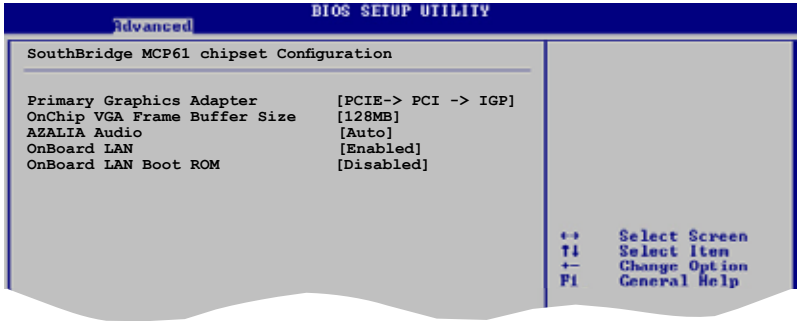 BIOS SETUP UTILITY
Advanced
SouthBridge MCP61 chipset Configuration
Primary Graphics Adapter [PCIE-> PCI -> IGP]
OnChip VGA Frame Buffer Size [128MB]
AZALIA Audio [Auto]
OnBoard LAN [Enabled]
OnBoard LAN Boot ROM [Disabled]
↔ Select Screen
↑↓ Select Item
+- Change Option
F1 General Help